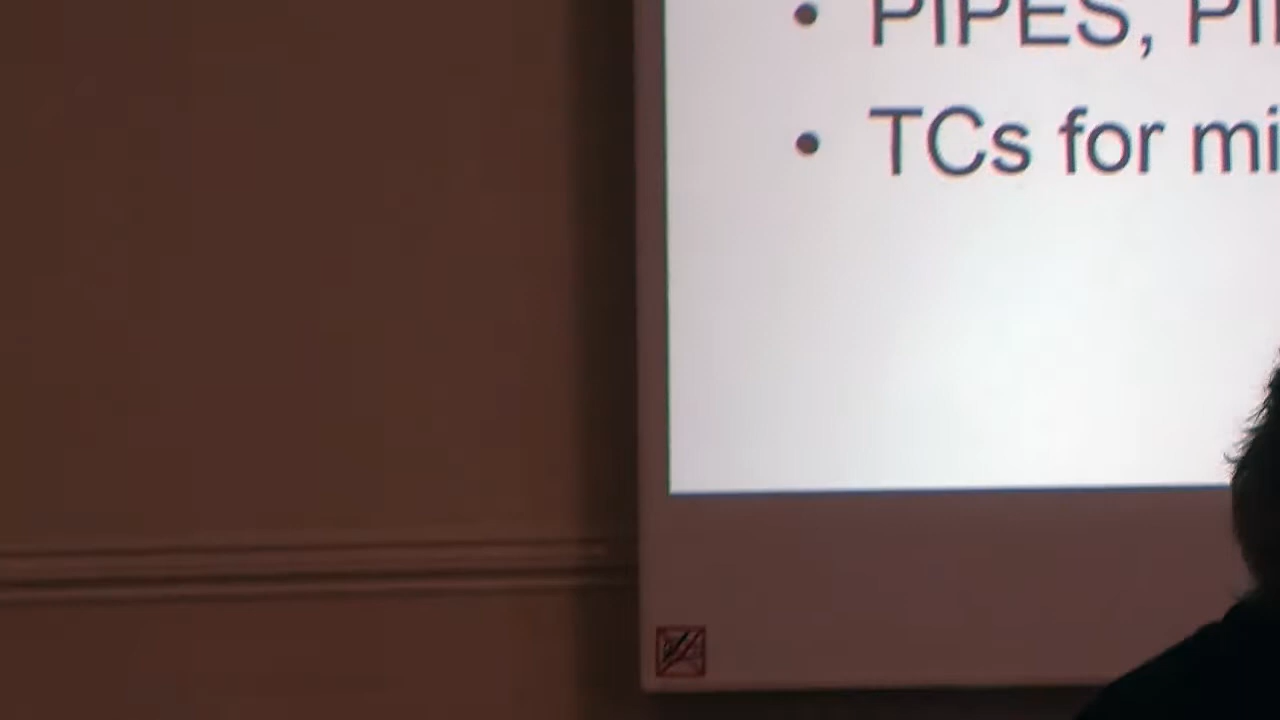 • PIPES, PI
• TCs for mi